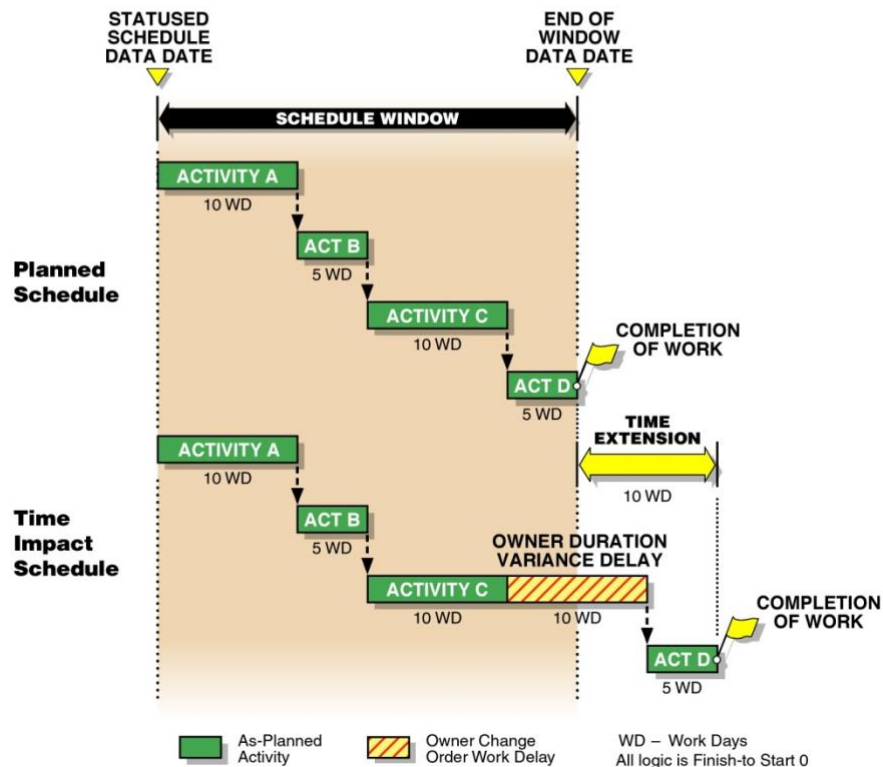 STATUSED
SCHEDULE
DATA DATE
END OF
WINDOW
DATA DATE
SCHEDULE WINDOW
ACTIVITY A
10 WD
ACT B
5 WD
Planned
Schedule
ACTIVITY C
10 WD
COMPLETION
OF WORK
ACT D
5 WD
TIME
EXTENSION
10 WD
ACTIVITY A
10 WD
ACT B
5 WD
Time
Impact
Schedule
OWNER DURATION
VARIANCE DELAY
ACTIVITY C
10 WD
10 WD
COMPLETION
OF WORK
ACT D
5 WD
As-Planned
Activity
Owner Change
Order Work Delay
WD – Work Days
All logic is Finish-to Start 0